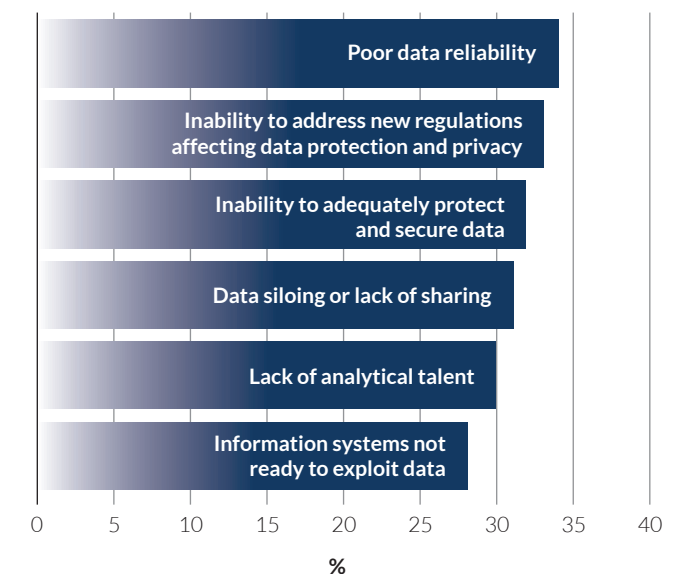 Poor data reliability
Inability to address new regulations
affecting data protection and privacy
Inability to adequately protect
and secure data
Data siloing or lack of sharing
Lack of analytical talent
Information systems not
ready to exploit data
0 5 10 15 20 25 30 35 40
%